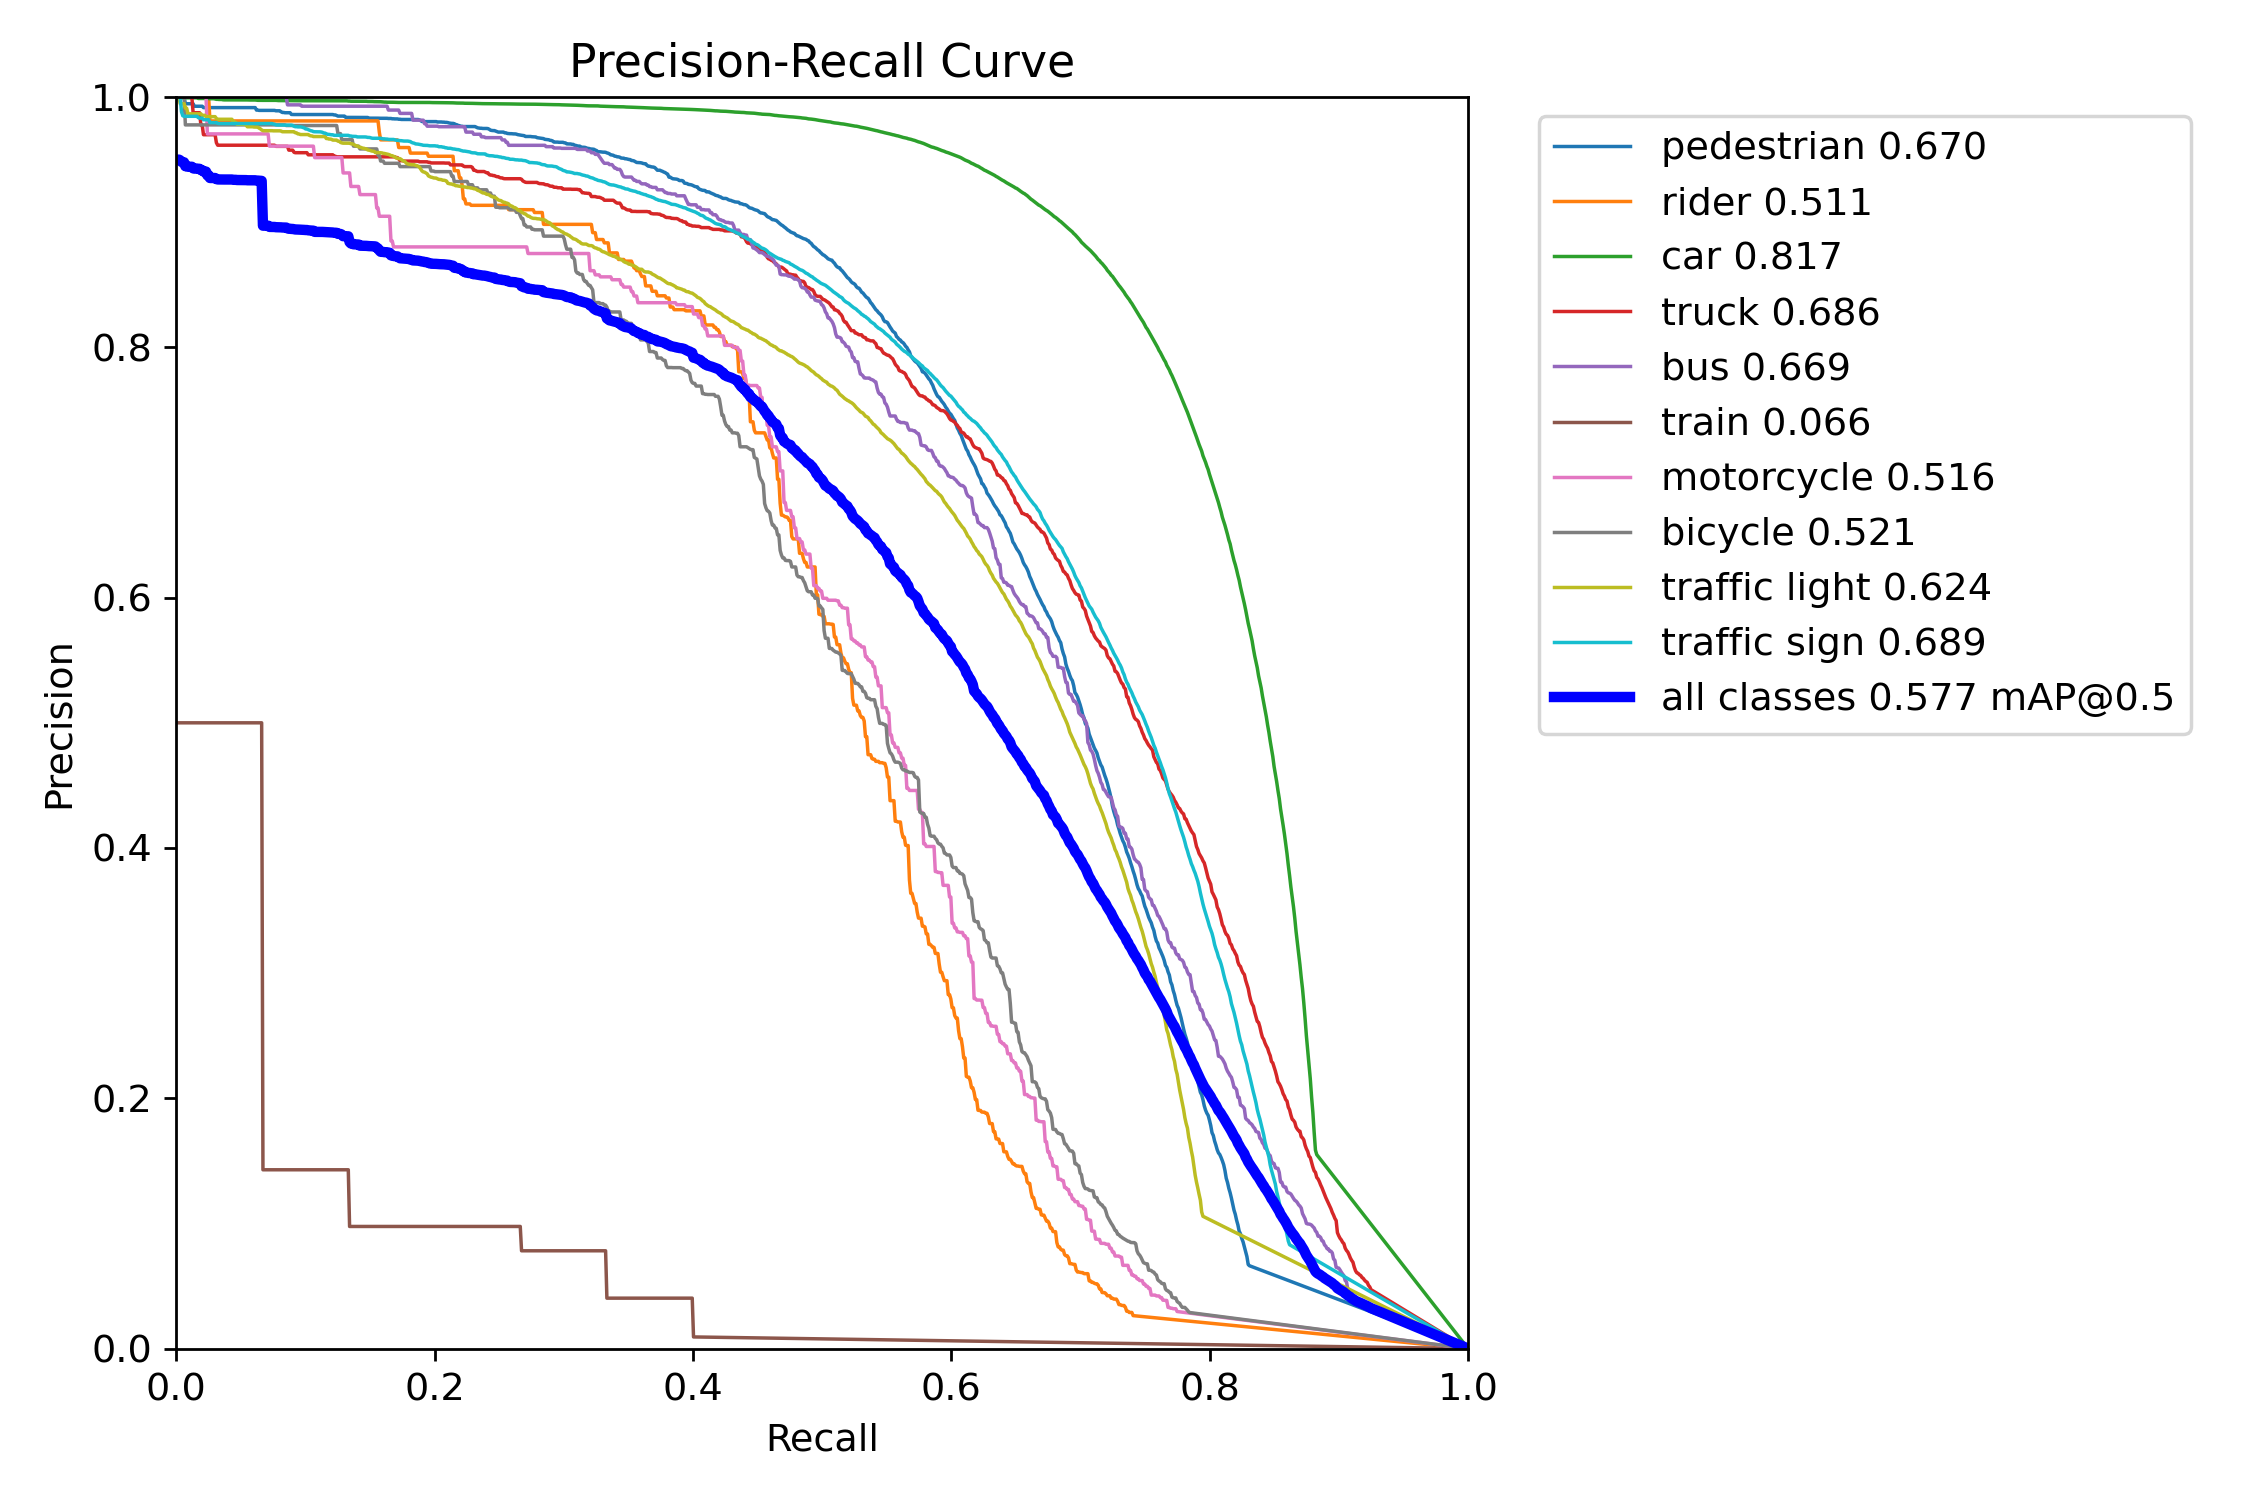 Precision-Recall Curve
1.0
0.8
0.6
0.4
0.2
0.0
Precision
0.0 0.2 0.4 0.6 0.8 1.0
Recall
pedestrian 0.670
rider 0.511
car 0.817
truck 0.686
bus 0.669
train 0.066
motorcycle 0.516
bicycle 0.521
traffic light 0.624
traffic sign 0.689
all classes 0.577 mAP@0.5